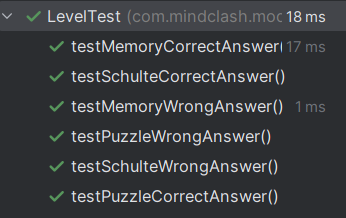 LevelTest (com.mindclash.moc 18 ms
testMemoryCorrectAnswer( 17 ms
testSchulteCorrectAnswer()
testMemoryWrongAnswer() 1 ms
testPuzzleWrongAnswer()
testSchulteWrongAnswer()
testPuzzleCorrectAnswer()